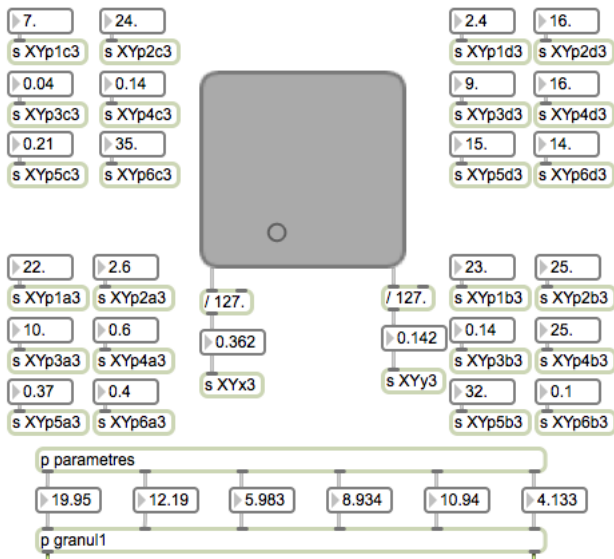 7. 24.
s XYp1c3 s XYp2c3
0.04 0.14
s XYp3c3 s XYp4c3
0.21 35.
s XYp5c3 s XYp6c3
2.4 16.
s XYp1d3 s XYp2d3
9. 16.
s XYp3d3 s XYp4d3
15. 14.
s XYp5d3 s XYp6d3
22. 2.6
s XYp1a3 s XYp2a3
10. 0.6
s XYp3a3 s XYp4a3
0.37 0.4
s XYp5a3 s XYp6a3
/ 127. / 127.
0.362 0.142
s XYx3 s XYy3
23. 25.
s XYp1b3 s XYp2b3
0.14 25.
s XYp3b3 s XYp4b3
32. 0.1
s XYp5b3 s XYp6b3
p parametres
19.95 12.19 5.983 8.934 10.94 4.133
p granul1